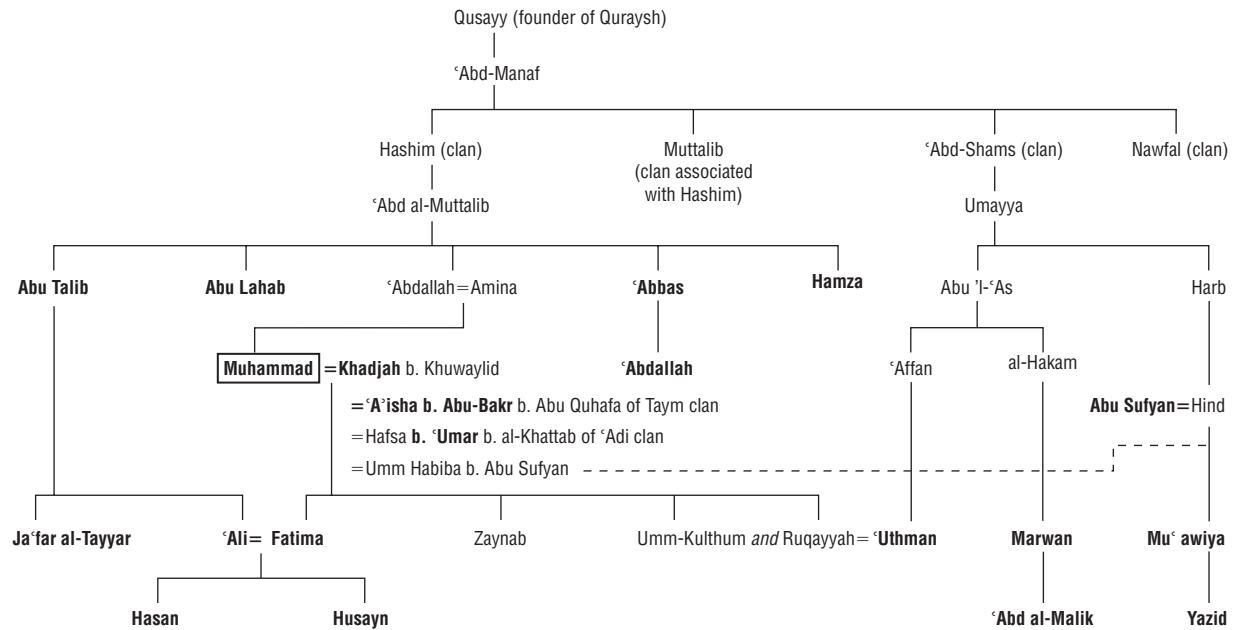 Qusayy (founder of Quraysh)
ʿAbd-Manaf
Hashim (clan)
Muttalib
(clan associated
with Hashim)
ʿAbd-Shams (clan)
Nawfal (clan)
ʿAbd al-Muttalib
Umayya
Abu Talib
Abu Lahab
ʿAbdallah=Amina
ʿAbbas
Hamza
Abu ’l-ʿAs
Harb
Muhammad =Khadjah b. Khuwaylid
ʿAbdallah
ʿAffan
al-Hakam
=ʿAʾisha b. Abu-Bakr b. Abu Quhafa of Taym clan
Abu Sufyan=Hind
=Hafsa b. ʿUmar b. al-Khattab of ʿAdi clan
=Umm Habiba b. Abu Sufyan
Jaʿfar al-Tayyar
ʿAli= Fatima
Zaynab
Umm-Kulthum and Ruqayyah= ʿUthman
Marwan
Muʿ awiya
Hasan
Husayn
ʿAbd al-Malik
Yazid